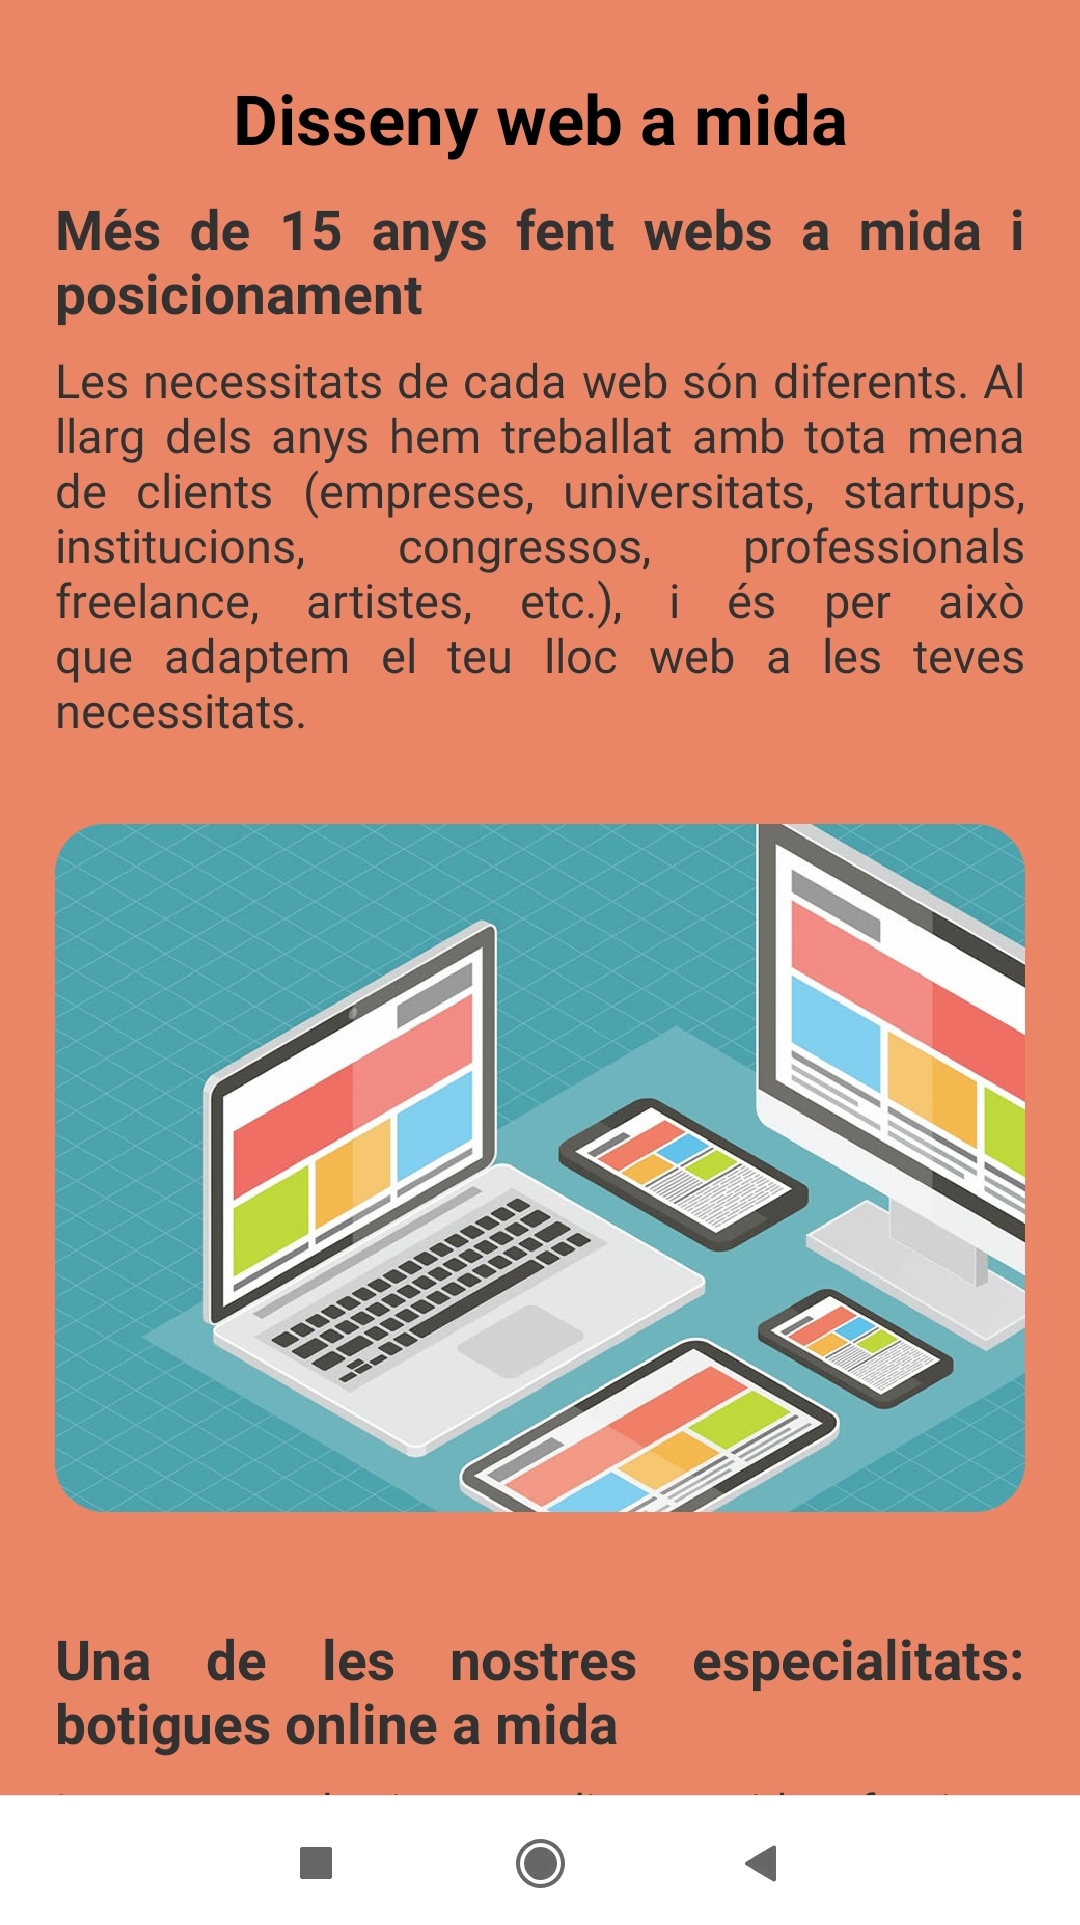 Disseny web a mida
Més de 15 anys fent webs a mida i
posicionament
Les necessitats de cada web són diferents. Al
llarg dels anys hem treballat amb tota mena
de clients (empreses, universitats, startups,
institucions, congressos, professionals
freelance, artistes, etc.), i és per això
que adaptem el teu lloc web a les teves
necessitats.
Una de les nostres especialitats:
botigues online a mida